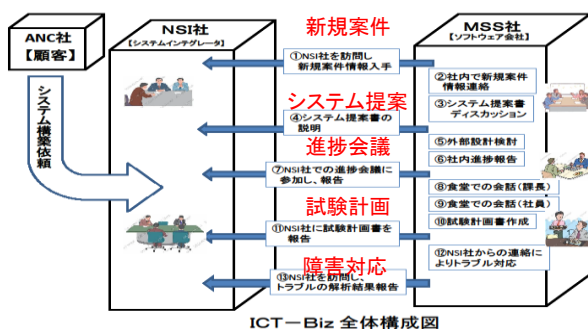 ANC社
【顧客】
NSI社
【システムインテグレータ】
新規案件
MSS社
【ソフトウェア会社】
システム構築依頼
①NSI社を訪問し
新規案件情報入手
②社内で新規案件
情報連絡
③システム提案書
ディスカッション
システム提案
④システム提案書の
説明
⑤外部設計検討
進捗会議
⑥社内進捗報告
⑦NSI社での進捗会議に
参加し、報告
⑧食堂での会話(課長)
⑨食堂での会話(社員)
試験計画
⑩試験計画書作成
⑪NSI社に試験計画書を
報告
⑫NSI社からの連絡に
よりトラブル対応
障害対応
⑬NSI社を訪問し、
トラブルの解析結果報告
ICT－Biz 全体構成図